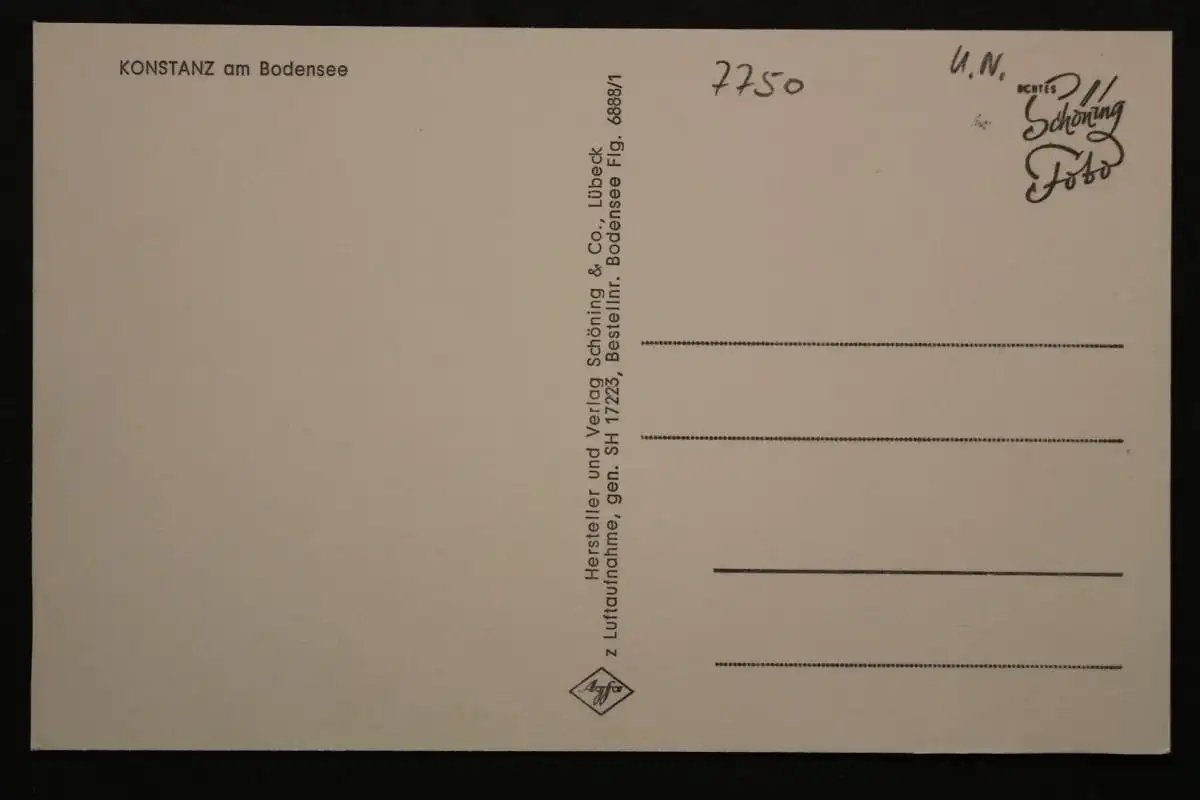 KONSTANZ am Bodensee
Hersteller und Verlag Schöning & Co., Lübeck
z Luftaufnahme, gen. SH 17223, Bestellnr. Bodensee Flg. 6888/1
Agfa
7750
U.N.
ECHTES
Schöning
Foto